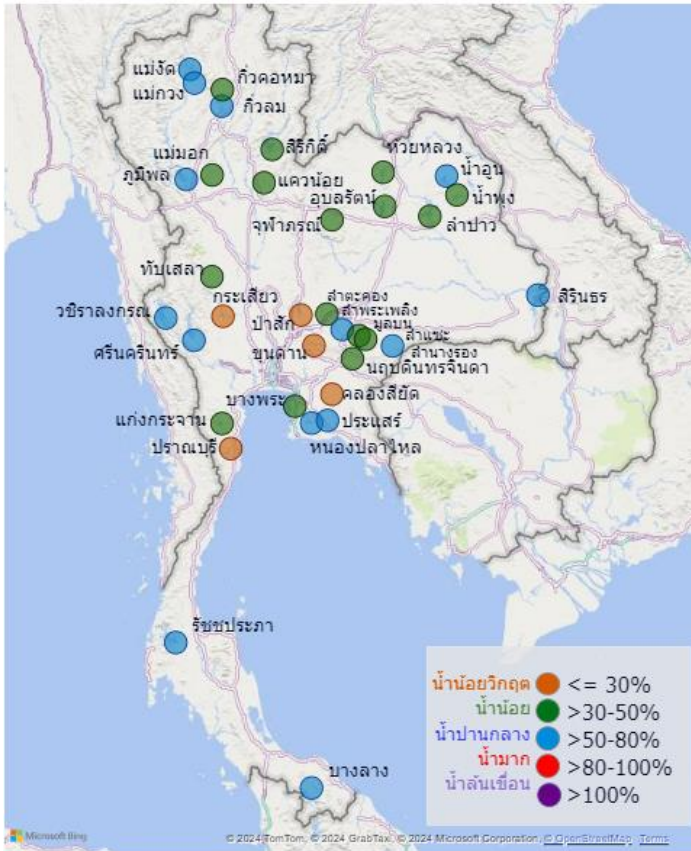 แม่งัด
แม่กวง
กิ่วคอหมา
กิ่วลม
สิริกิติ์
แม่มอก
ภูมิพล
แควน้อย
ห้วยหลวง
น้ำอูน
อุบลรัตน์
น้ำพุง
จุฬาภรณ์
ลำปาว
ทับเสลา
กระเสียว
วชิราลงกรณ
ศรีนครินทร์
ป่าสัก
ลำตะคอง
ลำพระเพลิง
มูลบน
ลำแชะ
ลำนางรอง
ขุนด่าน
นฤบดินทรจินดา
สิรินธร
คลองสียัด
บางพระ
ประแสร์
หนองปลาไหล
แก่งกระจาน
ปราณบุรี
รัชชประภา
บางลาง
น้ำน้อยวิกฤต <= 30%
น้ำน้อย >30-50%
น้ำปานกลาง >50-80%
น้ำมาก >80-100%
น้ำล้นเขื่อน >100%
Microsoft Bing
© 2024 TomTom, © 2024 GrabTaxi, © 2024 Microsoft Corporation, © OpenStreetMap Terms